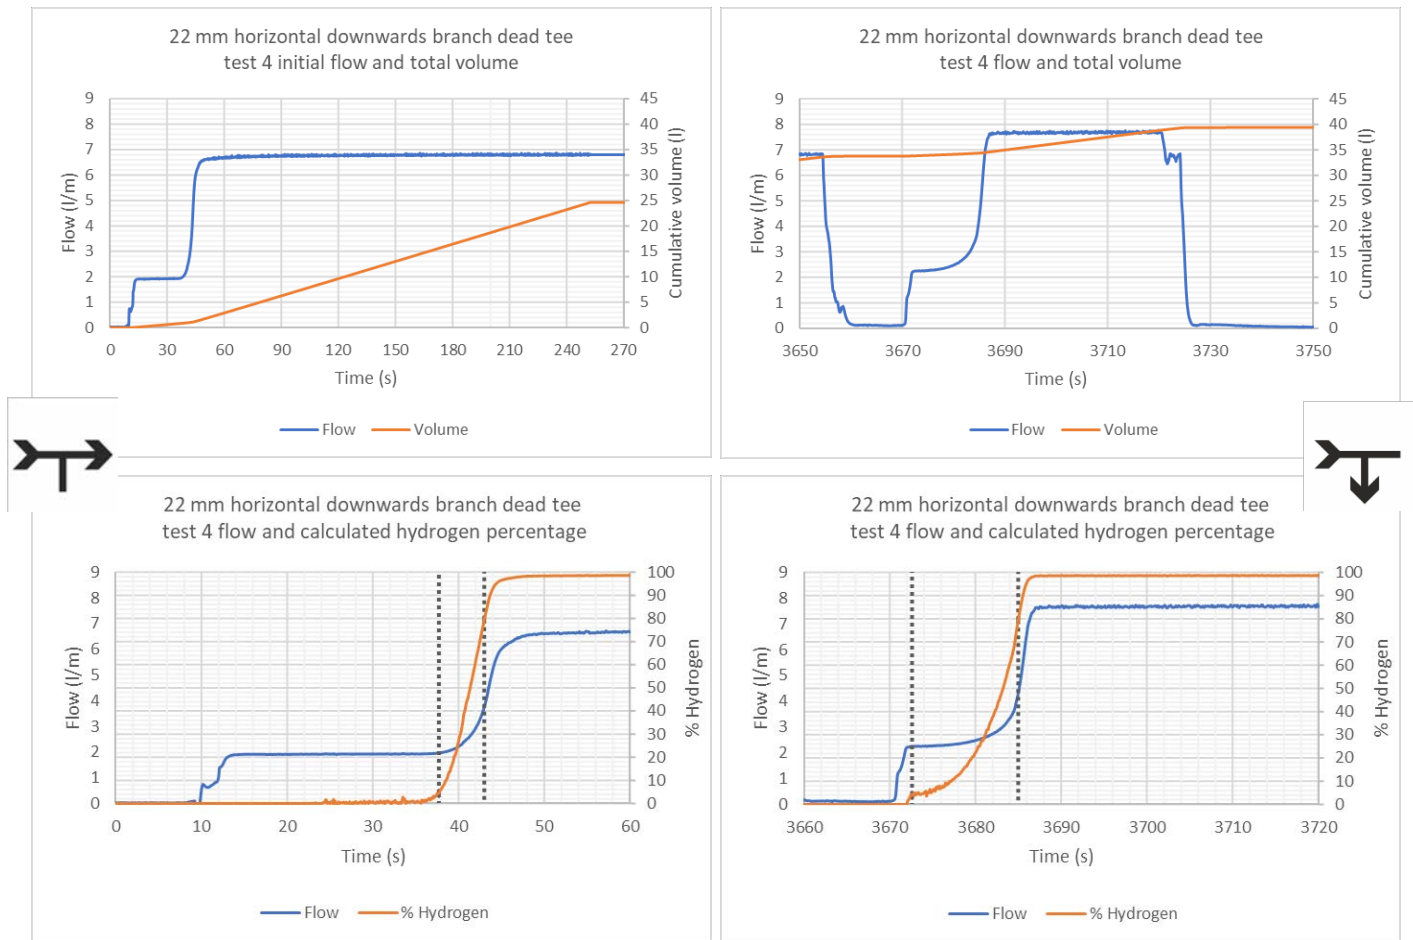 22 mm horizontal downwards branch dead tee
test 4 initial flow and total volume
9 8 7 6 5 4 3 2 1 0
Flow (l/m)
45 40 35 30 25 20 15 10 5 0
Cumulative volume (l)
0 30 60 90 120 150 180 210 240 270
Time (s)
Flow Volume
22 mm horizontal downwards branch dead tee
test 4 flow and total volume
9 8 7 6 5 4 3 2 1 0
Flow (l/m)
45 40 35 30 25 20 15 10 5 0
Cumulative volume (l)
3650 3670 3690 3710 3730 3750
Time (s)
Flow Volume
22 mm horizontal downwards branch dead tee
test 4 flow and calculated hydrogen percentage
9 8 7 6 5 4 3 2 1 0
Flow (l/m)
100 90 80 70 60 50 40 30 20 10 0
% Hydrogen
0 10 20 30 40 50 60
Time (s)
Flow % Hydrogen
22 mm horizontal downwards branch dead tee
test 4 flow and calculated hydrogen percentage
9 8 7 6 5 4 3 2 1 0
Flow (l/m)
100 90 80 70 60 50 40 30 20 10 0
% Hydrogen
3660 3670 3680 3690 3700 3710 3720
Time (s)
Flow % Hydrogen